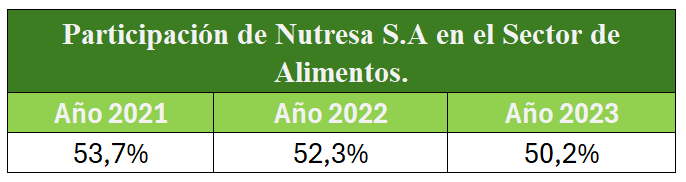 Participación de Nutresa S.A en el Sector de
Alimentos.
Año 2021 Año 2022 Año 2023
53,7% 52,3% 50,2%